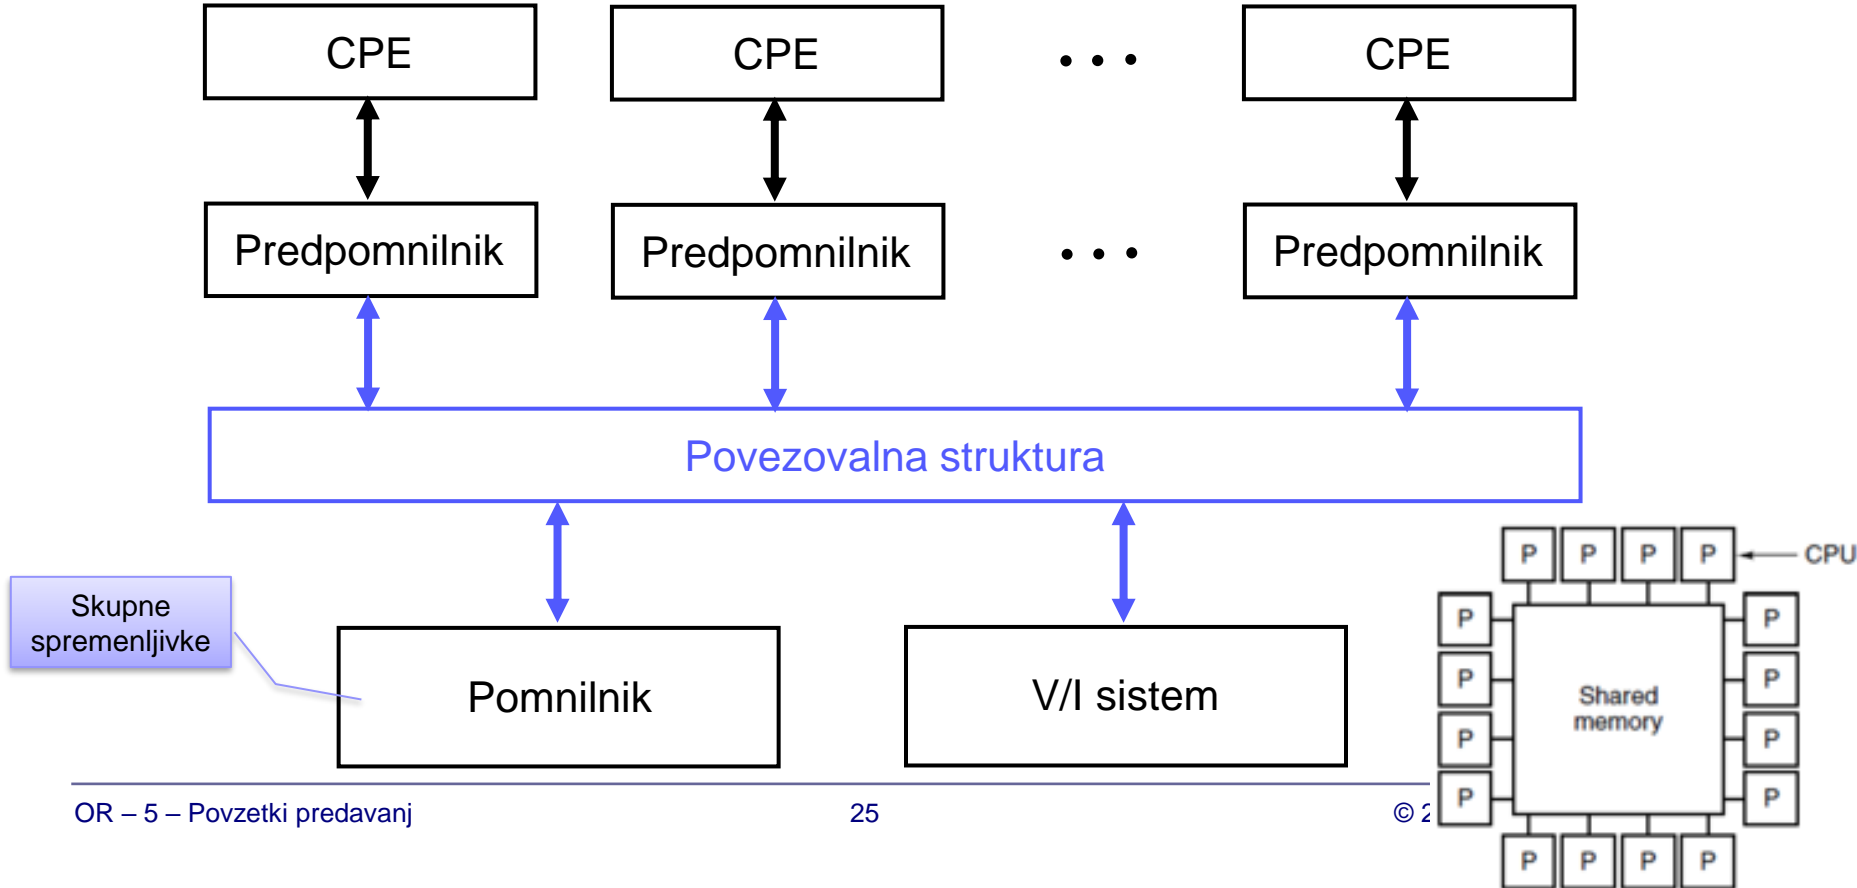 CPE CPE • • • CPE
Predpomnilnik Predpomnilnik • • • Predpomnilnik
Povezovalna struktura
Skupne
spremenljivke
Pomnilnik
V/I sistem
P P P P CPU
P P
P P
P P
P P
Shared
memory
P P P P
OR – 5 – Povzetki predavanj 25 ©